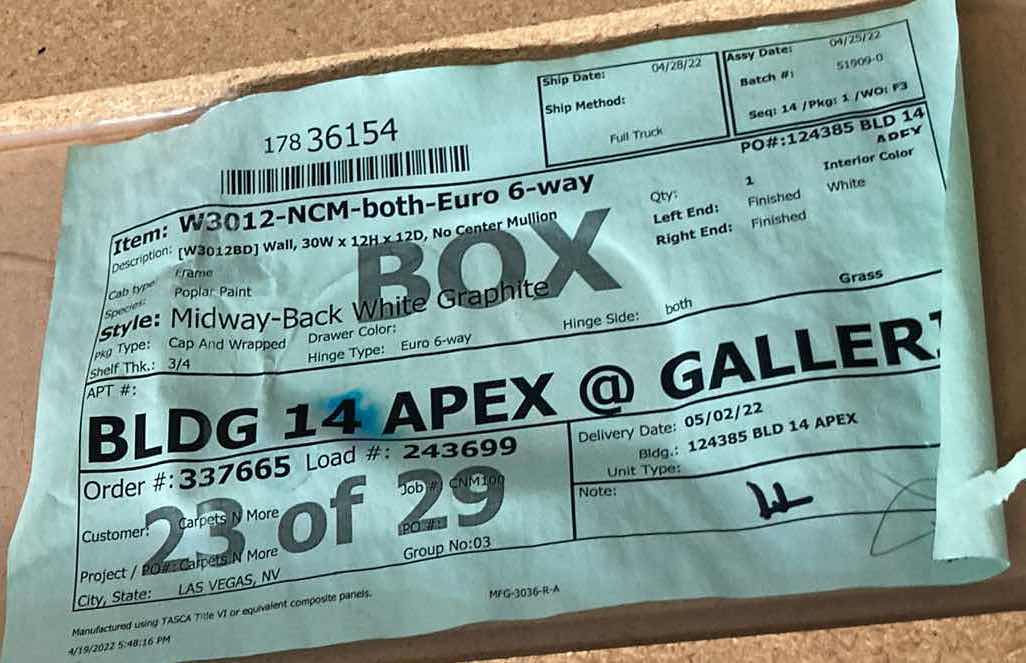 178 36154
Ship Date: 04/28/22
Ship Method:
Full Truck
Assy Date: 04/25/22
Batch #: 51909-0
Seq: 14 /Pkg: 1 /WO: F3
PO#:124385 BLD 14
APEX
Item: W3012-NCM-both-Euro 6-way
Description: [W3012BD] Wall, 30W x 12H x 12D, No Center Mullion
Qty: 1 Interior Color
Left End: Finished White
Right End: Finished
BOX
Cab type: Frame
Species: Poplar Paint
Style: Midway-Back White Graphite
Pkg Type: Cap And Wrapped Drawer Color:
Shelf Thk.: 3/4 Hinge Type: Euro 6-way Hinge Side: both Grass
APT #:
BLDG 14 APEX @ GALLER
Order #:337665 Load #: 243699
Delivery Date: 05/02/22
Bldg.: 124385 BLD 14 APEX
Unit Type:
Note:
23 of 29
Customer: Carpets N More Job #: CNM100
PO #:
Project / PO#: Carpets N More Group No:03
City, State: LAS VEGAS, NV
Manufactured using TASCA Title VI or equivalent composite panels.
MFG-3036-R-A
4/19/2022 5:48:16 PM